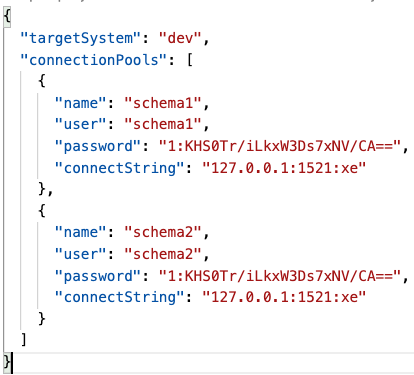 {
"targetSystem": "dev",
"connectionPools": [
{
"name": "schema1",
"user": "schema1",
"password": "1:KHS0Tr/iLkxW3Ds7xNV/CA==",
"connectString": "127.0.0.1:1521:xe"
},
{
"name": "schema2",
"user": "schema2",
"password": "1:KHS0Tr/iLkxW3Ds7xNV/CA==",
"connectString": "127.0.0.1:1521:xe"
}
]
}